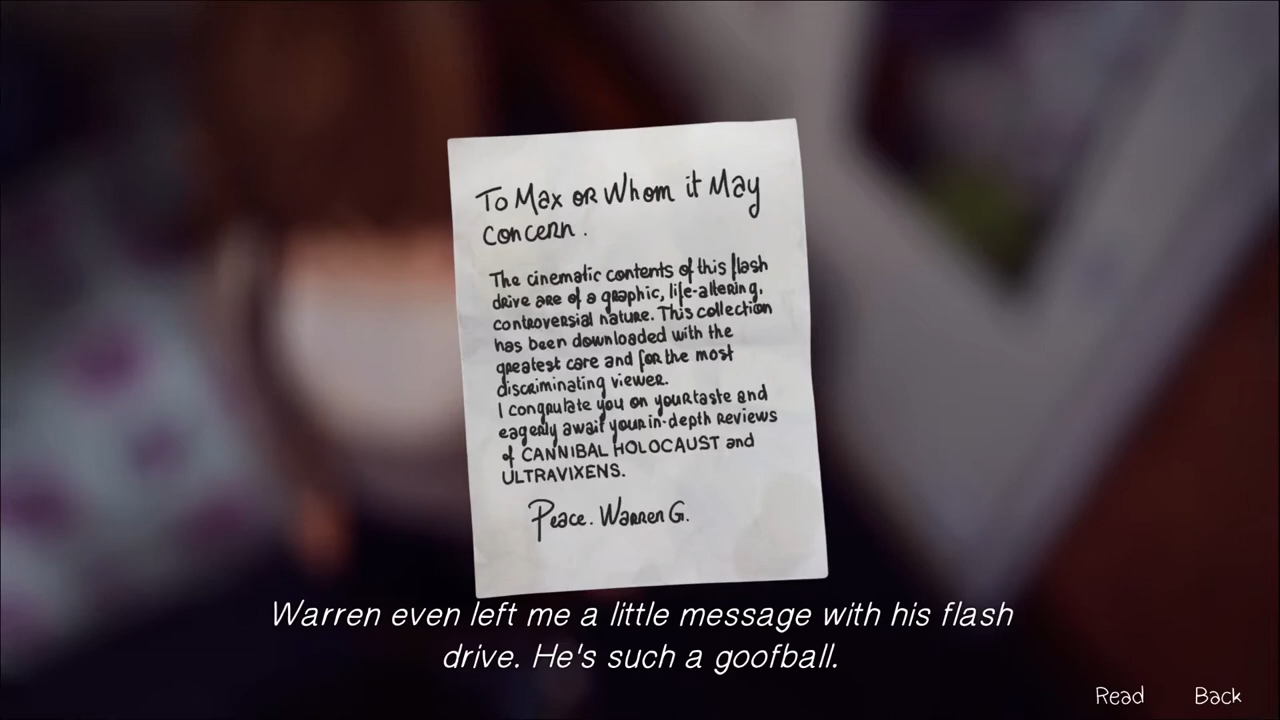 To Max or Whom it May
Concern.
The cinematic contents of this flash
drive are of a graphic, life-altering,
controversial nature. This collection
has been downloaded with the
greatest care and for the most
discriminating viewer.
I congrulate you on your taste and
eagerly await your in-depth reviews
of CANNIBAL HOLOCAUST and
ULTRAVIXENS.
Peace. Warren G.
Warren even left me a little message with his flash
drive. He's such a goofball.
Read Back